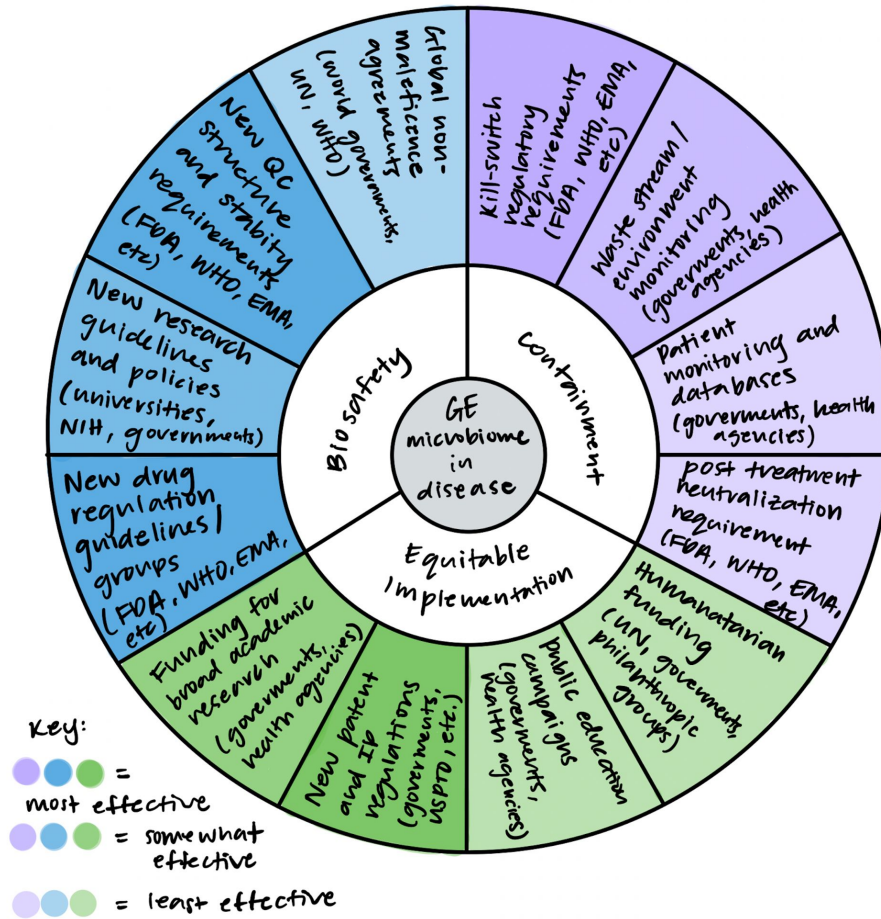 GE
microbiome
in
disease
Biosafety
Containment
Equitable
Implementation
Kill-switch
regulatory
requirements
(FDA, WHO, EMA,
etc)
Waste stream/
environment
monitoring
(goverments, health
agencies)
Patient
monitoring and
databases
(goverments, health
agencies)
post treatment
neutralization
requirement
(FDA, WHO, EMA,
etc)
Humanatarian
funding
(UN, goverments,
philanthropic
groups)
public education
campaigns
(goverments,
health agencies)
New patent
and IP
regulations
(goverments,
USPTO, etc.)
Funding for
broad academic
research
(governments,
health agencies)
New drug
regulation
guidelines/
groups
(FDA, WHO, EMA,
etc)
New research
guidelines
and policies
(universities,
NIH, governments)
New QC
structure
and stabity
requirements
(FDA, WHO, EMA,
etc)
Global non-
maleficence
agreements
(world governments,
UN, WHO)
Key:
=
most effective
= somewhat
effective
= least effective